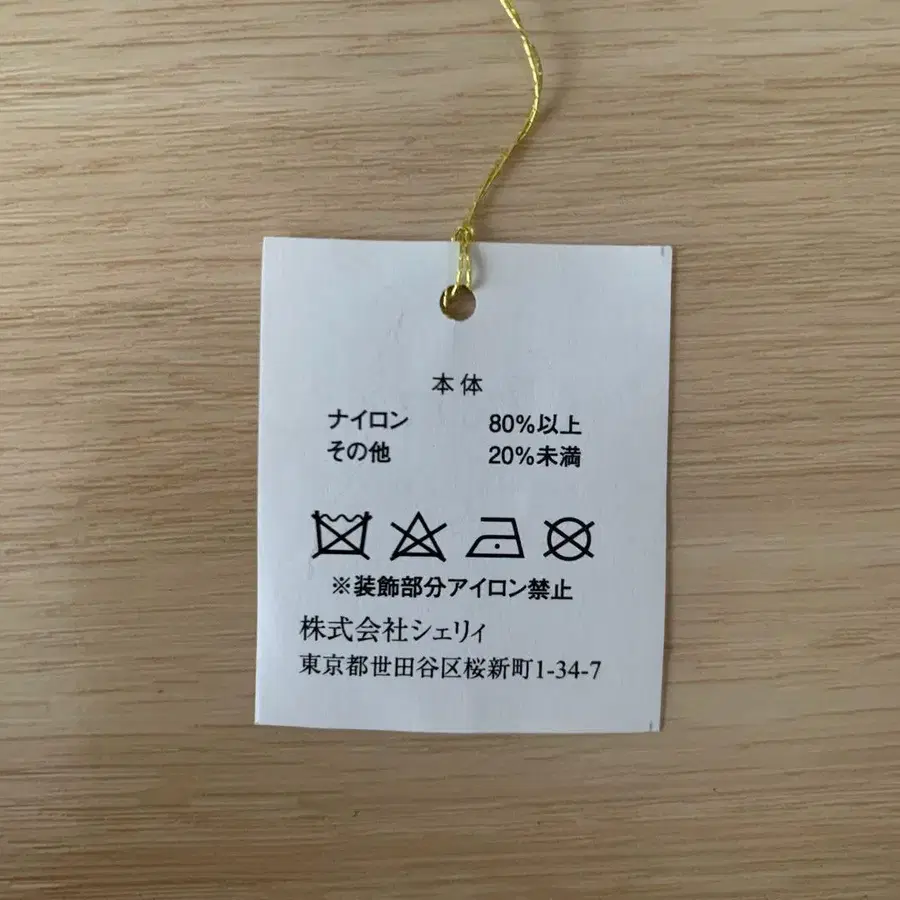 本体
ナイロン 80%以上
その他 20%未満
※装飾部分アイロン禁止
株式会社シェリィ
東京都世田谷区桜新町1-34-7